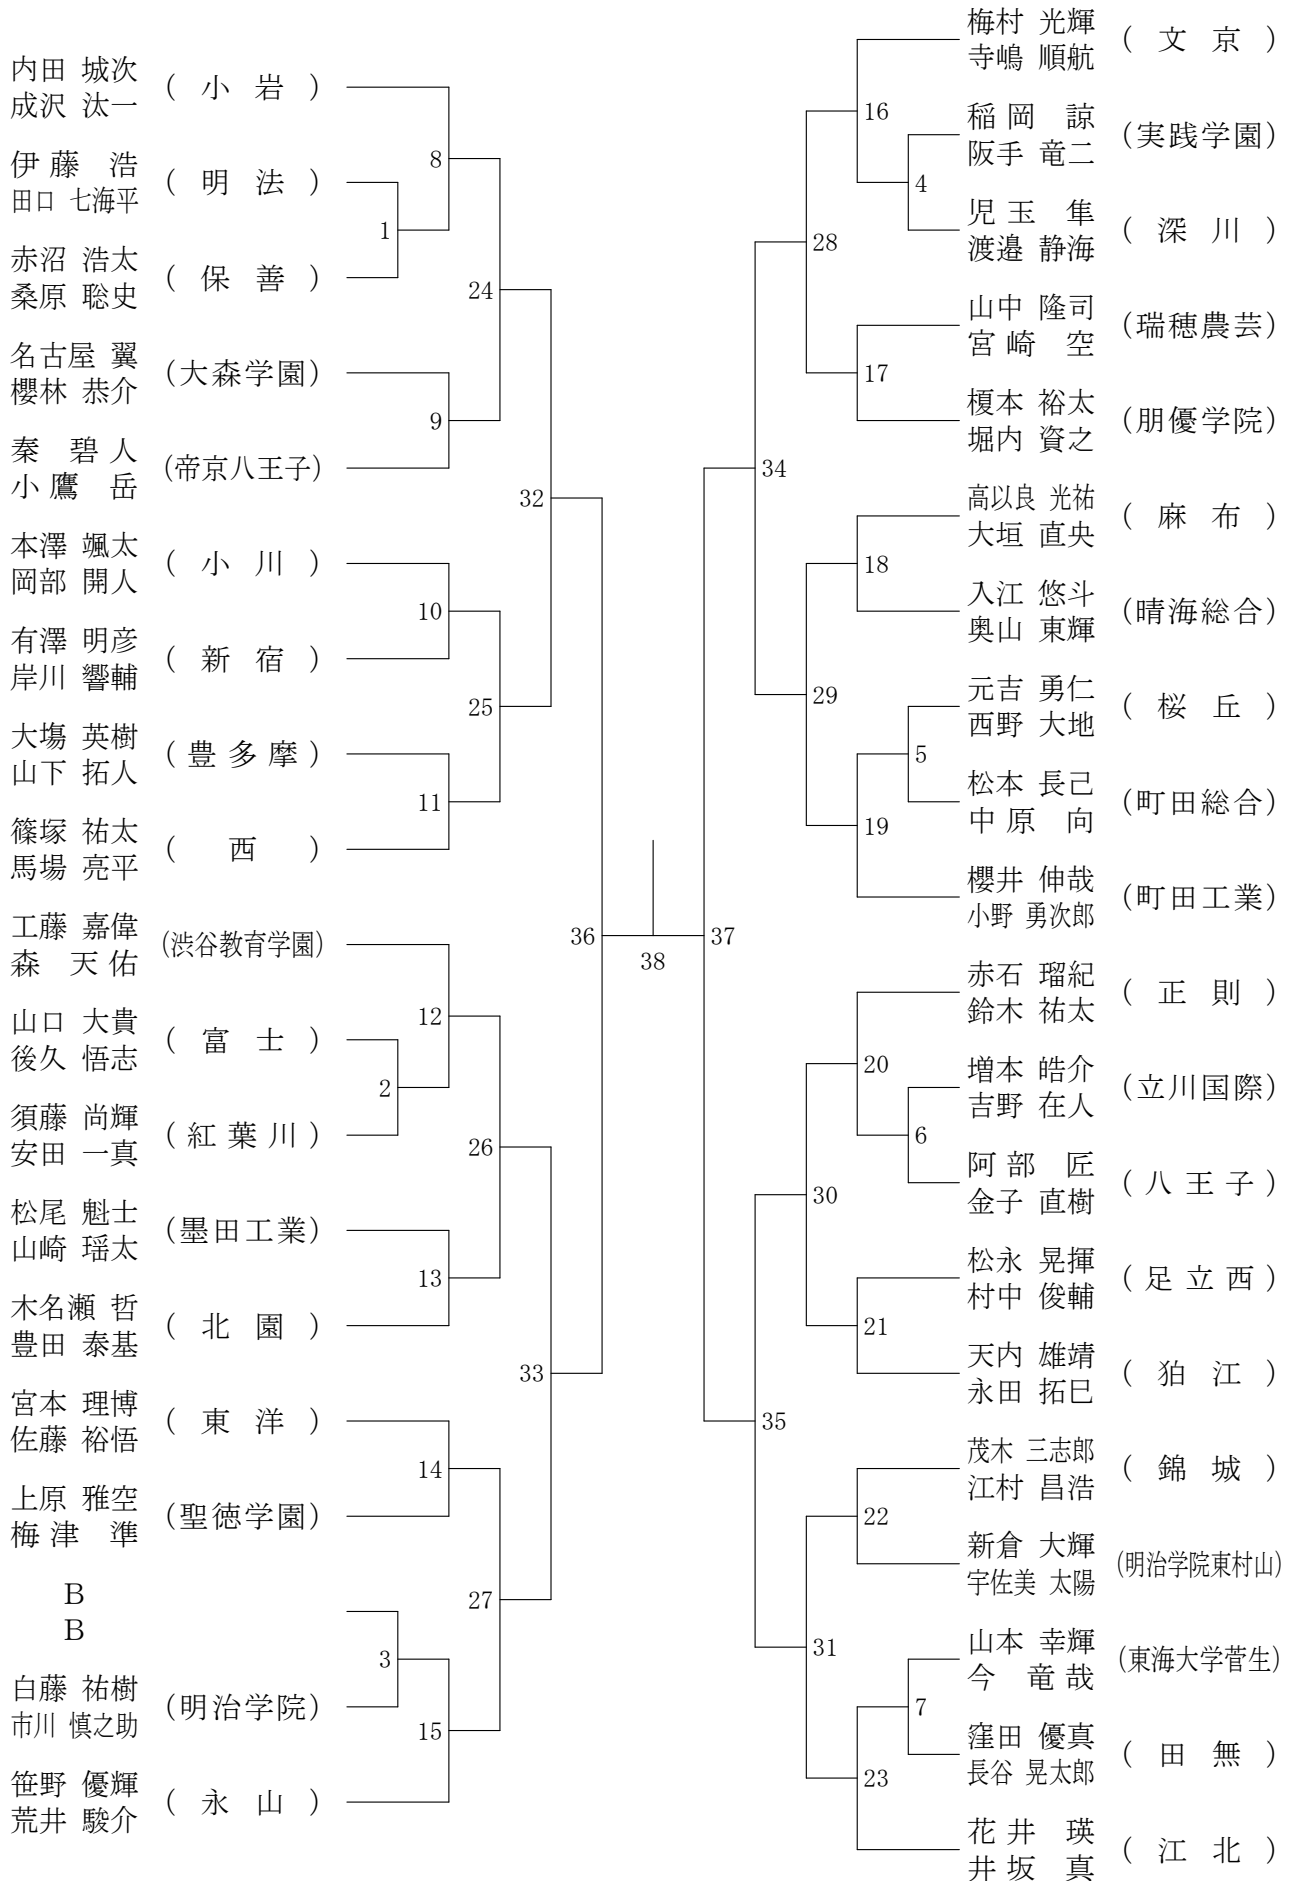 内田 城次
成沢 汰一
(小岩)
伊藤 浩
田口 七海平
(明法)
赤沼 浩太
桑原 聡史
(保善)
名古屋 翼
櫻林 恭介
(大森学園)
秦 碧人
小鷹 岳
(帝京八王子)
本澤 颯太
岡部 開人
(小川)
有澤 明彦
岸川 響輔
(新宿)
大塲 英樹
山下 拓人
(豊多摩)
篠塚 祐太
馬場 亮平
(西)
工藤 嘉偉
森 天佑
(渋谷教育学園)
山口 大貴
後久 悟志
(富士)
須藤 尚輝
安田 一真
(紅葉川)
松尾 魁士
山崎 瑶太
(墨田工業)
木名瀬 哲
豊田 泰基
(北園)
宮本 理博
佐藤 裕悟
(東洋)
上原 雅空
梅津 準
(聖徳学園)
B
B
白藤 祐樹
市川 慎之助
(明治学院)
笹野 優輝
荒井 駿介
(永山)
1
2
3
8
9
10
11
12
13
14
15
24
25
26
27
32
33
36
38
37
34
35
28
29
30
31
16
17
18
19
20
21
22
23
4
5
6
7
梅村 光輝
寺嶋 順航
(文京)
稲岡 諒
阪手 竜二
(実践学園)
児玉 隼
渡邉 静海
(深川)
山中 隆司
宮崎 空
(瑞穂農芸)
榎本 裕太
堀内 資之
(朋優学院)
高以良 光祐
大垣 直央
(麻布)
入江 悠斗
奥山 東輝
(晴海総合)
元吉 勇仁
西野 大地
(桜丘)
松本 長己
中原 向
(町田総合)
櫻井 伸哉
小野 勇次郎
(町田工業)
赤石 瑠紀
鈴木 祐太
(正則)
増本 皓介
吉野 在人
(立川国際)
阿部 匠
金子 直樹
(八王子)
松永 晃揮
村中 俊輔
(足立西)
天内 雄靖
永田 拓巳
(狛江)
茂木 三志郎
江村 昌浩
(錦城)
新倉 大輝
宇佐美 太陽
(明治学院東村山)
山本 幸輝
今 竜哉
(東海大学菅生)
窪田 優真
長谷 晃太郎
(田無)
花井 瑛
井坂 真
(江北)